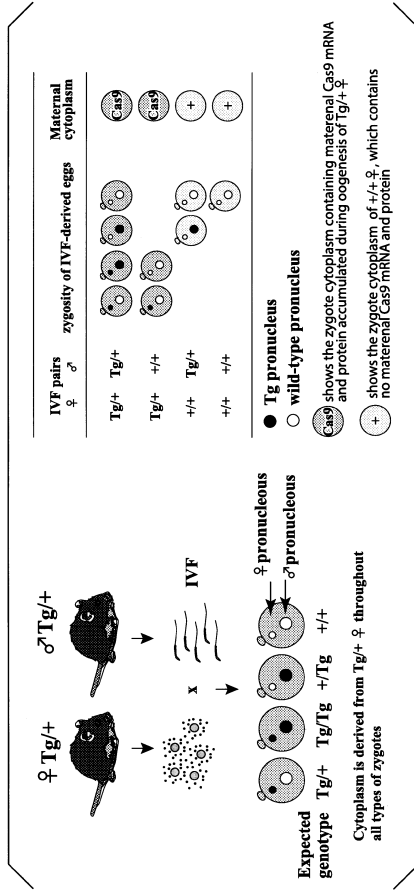 ♀Tg/+ ♂Tg/+
x IVF
Expected
genotype Tg/+ Tg/Tg +/Tg +/+
♀pronucleous
♂pronucleous
Cytoplasm is derived from Tg/+ ♀ throughout
all types of zygotes
IVF pairs zygosity of IVF-derived eggs Maternal
♀ ♂ cytoplasm
Tg/+ Tg/+ Cas9
Tg/+ +/+ Cas9
+/+ Tg/+ +
+/+ +/+ +
Tg pronucleus
wild-type pronucleus
Cas9 shows the zygote cytoplasm containing materenal Cas9 mRNA
and protein accumulated during oogenesis of Tg/+ ♀
+ shows the zygote cytoplasm of +/+ ♀, which contains
no materenal Cas9 mRNA and protein